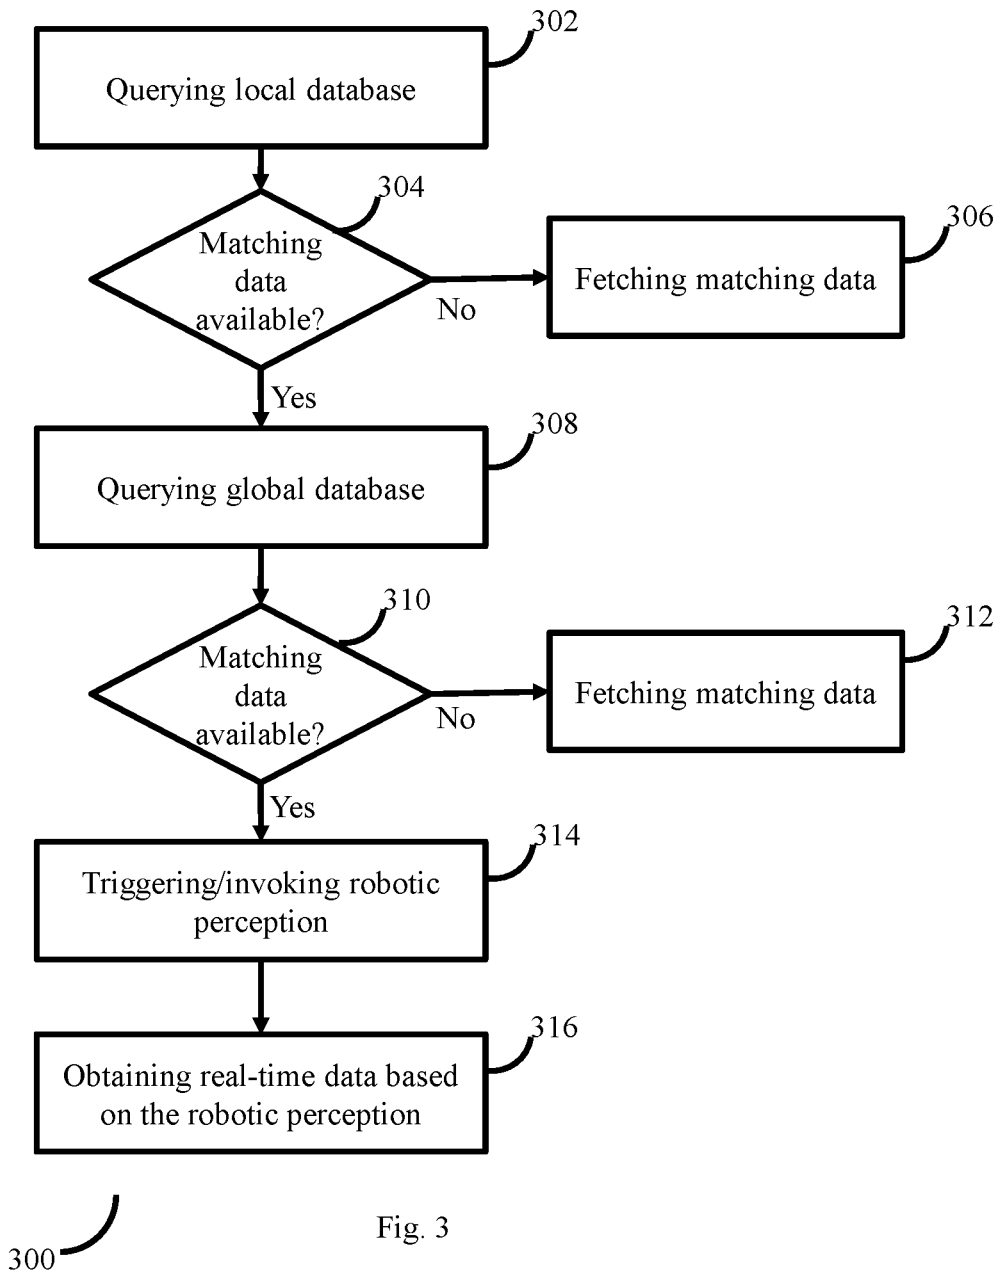 302
Querying local database
304
Matching
data
available?
306
Fetching matching data
No
Yes
308
Querying global database
310
Matching
data
available?
312
Fetching matching data
No
Yes
314
Triggering/invoking robotic
perception
316
Obtaining real-time data based
on the robotic perception
Fig. 3
300